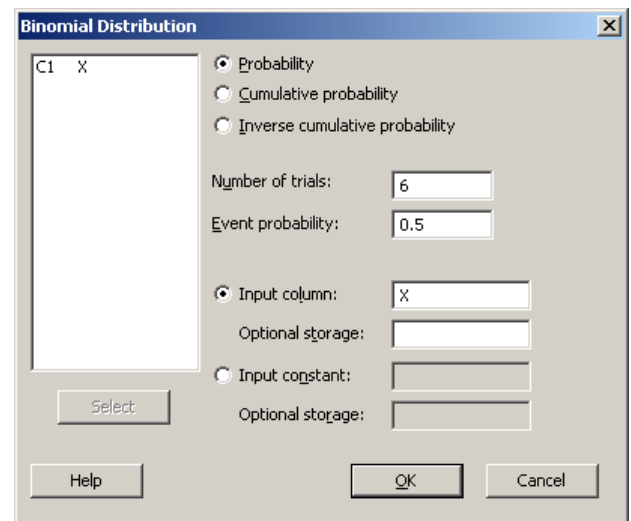 Binomial Distribution
C1 X
Probability
Cumulative probability
Inverse cumulative probability
Number of trials: 6
Event probability: 0.5
Input column: X
Optional storage:
Input constant:
Optional storage:
Select
Help OK Cancel